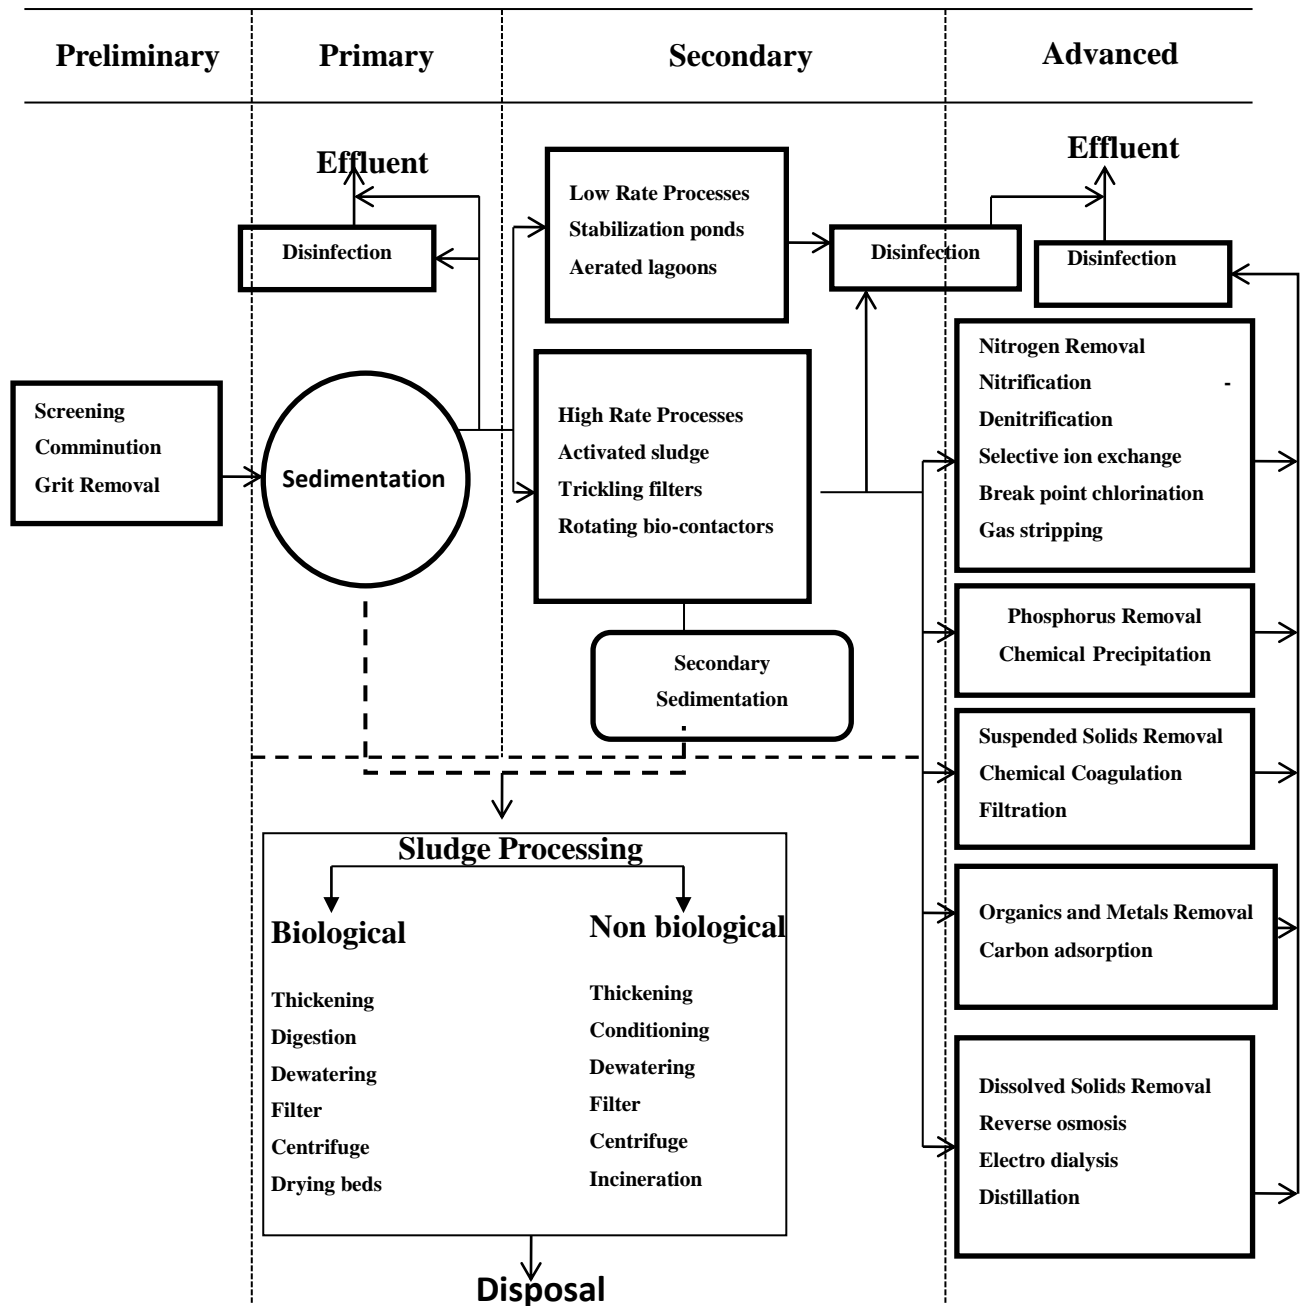 Preliminary
Primary
Secondary
Advanced
Effluent
Disinfection
Screening
Comminution
Grit Removal
Sedimentation
Low Rate Processes
Stabilization ponds
Aerated lagoons
High Rate Processes
Activated sludge
Trickling filters
Rotating bio-contactors
Secondary
Sedimentation
Disinfection
Effluent
Disinfection
Nitrogen Removal
Nitrification -
Denitrification
Selective ion exchange
Break point chlorination
Gas stripping
Phosphorus Removal
Chemical Precipitation
Suspended Solids Removal
Chemical Coagulation
Filtration
Organics and Metals Removal
Carbon adsorption
Dissolved Solids Removal
Reverse osmosis
Electro dialysis
Distillation
Sludge Processing
Biological
Thickening
Digestion
Dewatering
Filter
Centrifuge
Drying beds
Non biological
Thickening
Conditioning
Dewatering
Filter
Centrifuge
Incineration
Disposal